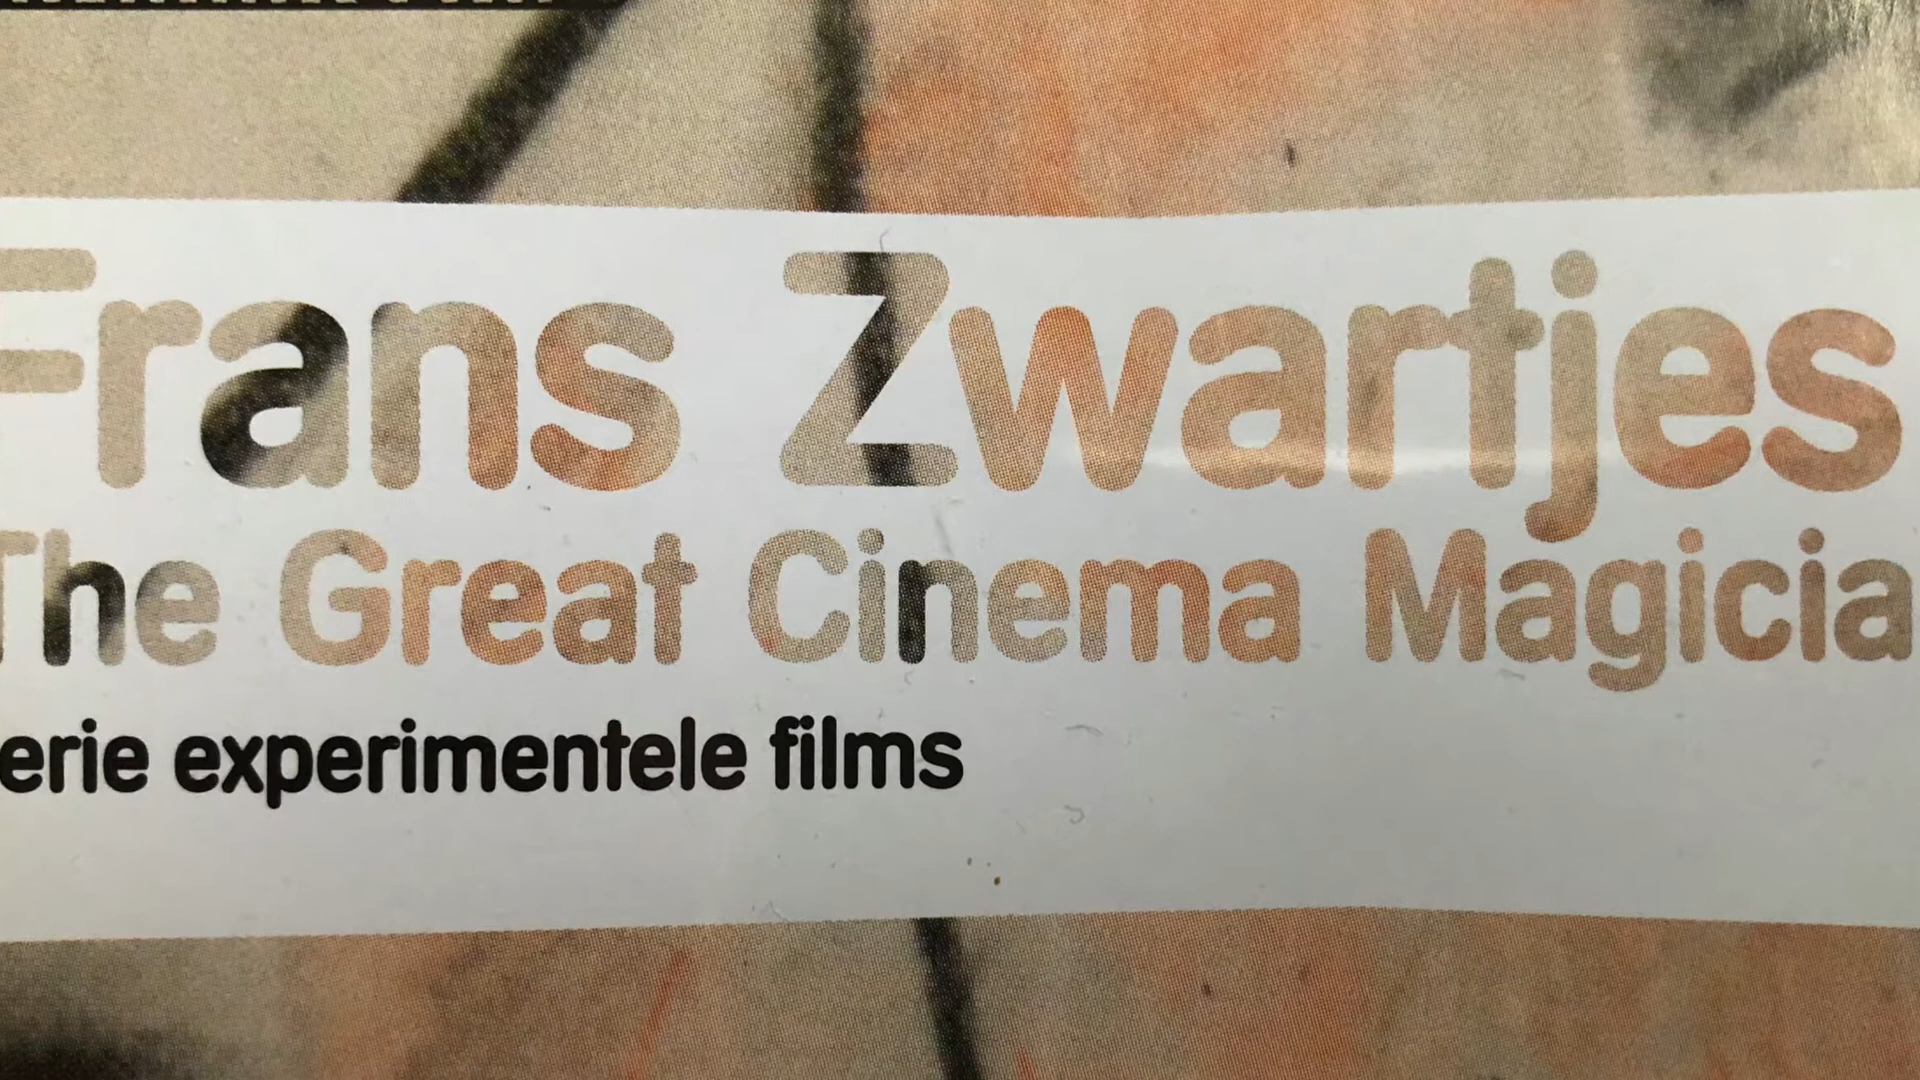 Frans Zwartjes
The Great Cinema Magicia
erie experimentele films